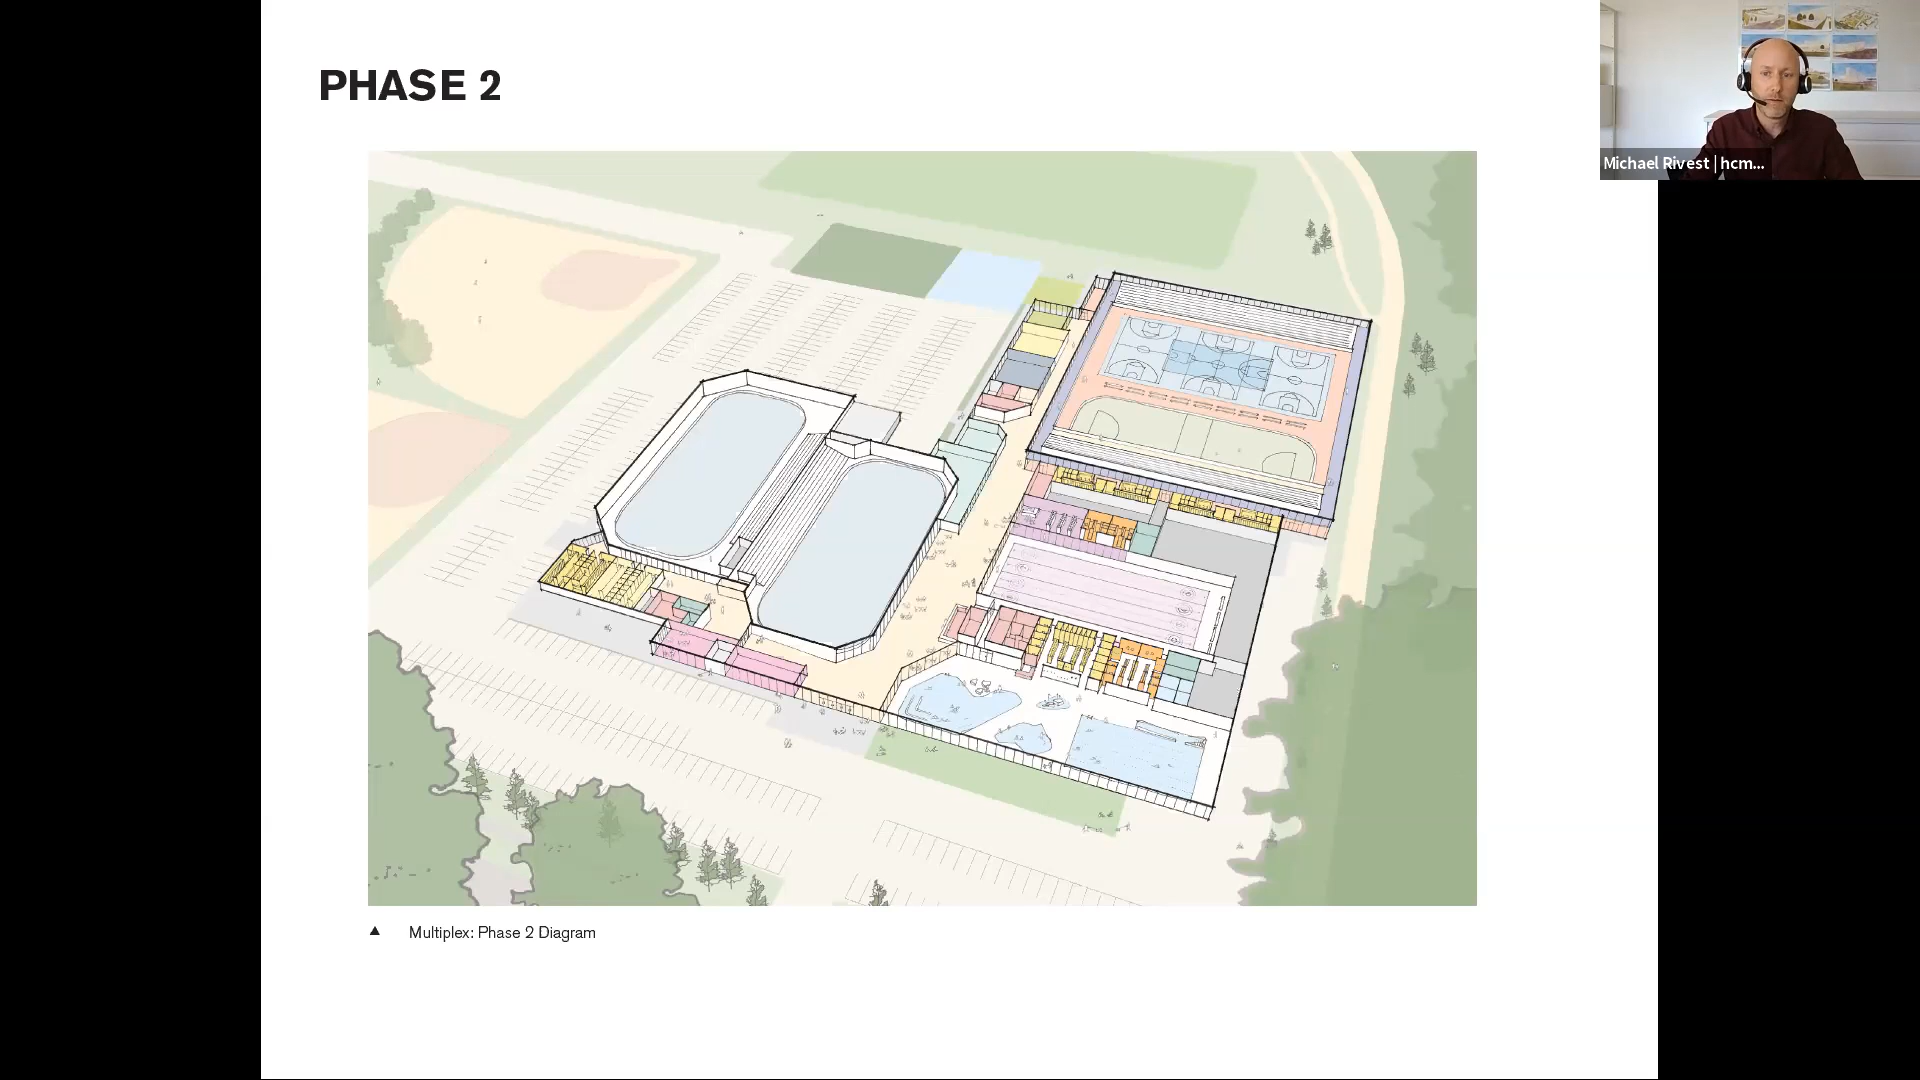 PHASE 2
Michael Rivest | hcm...
▲ Multiplex: Phase 2 Diagram